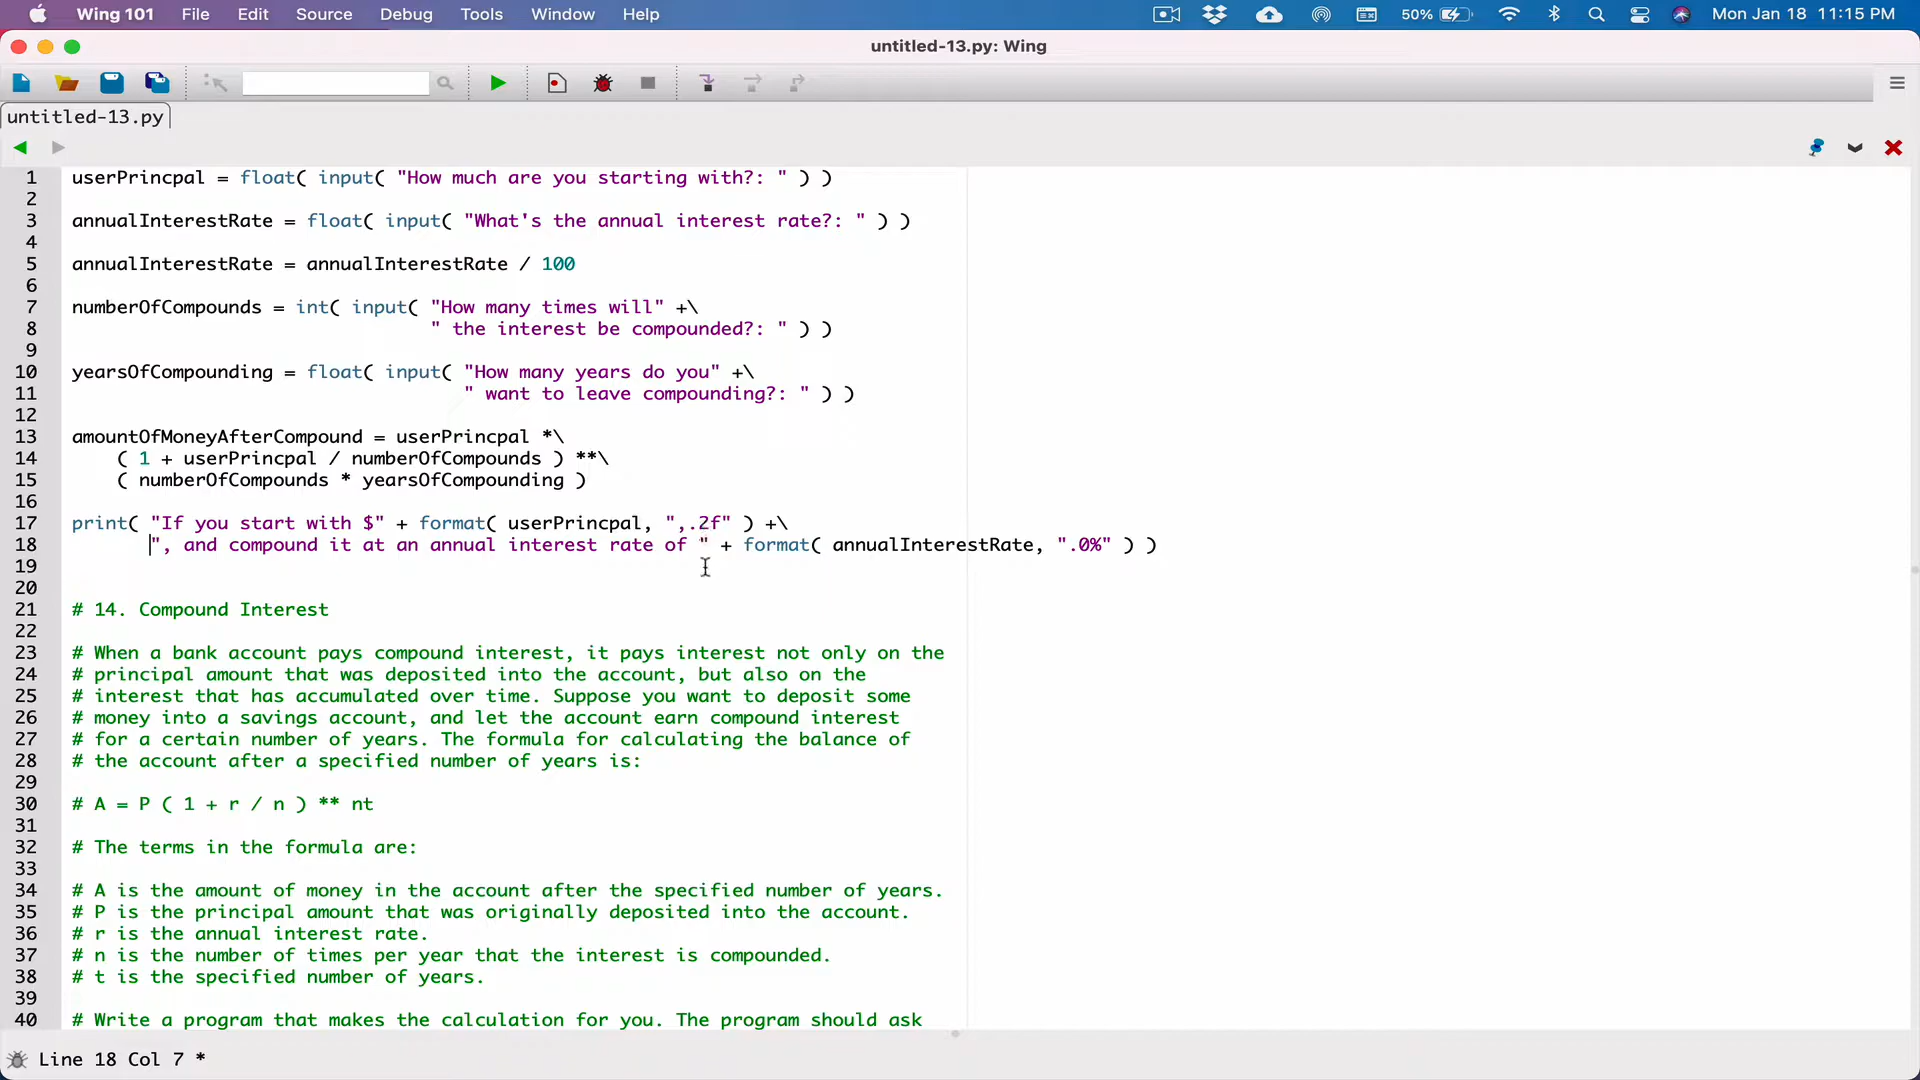 Wing 101 File Edit Source Debug Tools Window Help 50% Mon Jan 18 11:15 PM
untitled-13.py: Wing
untitled-13.py
1 userPrincpal = float( input( "How much are you starting with?: " ) )
2
3 annualInterestRate = float( input( "What's the annual interest rate?: " ) )
4
5 annualInterestRate = annualInterestRate / 100
6
7 numberOfCompounds = int( input( "How many times will" +\
8 " the interest be compounded?: " ) )
9
10 yearsOfCompounding = float( input( "How many years do you" +\
11 " want to leave compounding?: " ) )
12
13 amountOfMoneyAfterCompound = userPrincpal *\
14 ( 1 + userPrincpal / numberOfCompounds ) **\
15 ( numberOfCompounds * yearsOfCompounding )
16
17 print( "If you start with $" + format( userPrincpal, ",.2f" ) +\
18 ", and compound it at an annual interest rate of " + format( annualInterestRate, ".0%" ) )
19
20
21 # 14. Compound Interest
22
23 # When a bank account pays compound interest, it pays interest not only on the
24 # principal amount that was deposited into the account, but also on the
25 # interest that has accumulated over time. Suppose you want to deposit some
26 # money into a savings account, and let the account earn compound interest
27 # for a certain number of years. The formula for calculating the balance of
28 # the account after a specified number of years is:
29
30 # A = P ( 1 + r / n ) ** nt
31
32 # The terms in the formula are:
33
34 # A is the amount of money in the account after the specified number of years.
35 # P is the principal amount that was originally deposited into the account.
36 # r is the annual interest rate.
37 # n is the number of times per year that the interest is compounded.
38 # t is the specified number of years.
39
40 # Write a program that makes the calculation for you. The program should ask
Line 18 Col 7 *